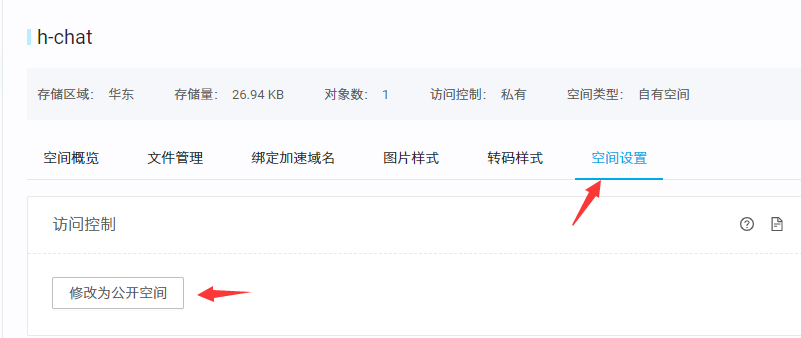 h-chat
存储区域： 华东 存储量： 26.94 KB 对象数： 1 访问控制： 私有 空间类型： 自有空间
空间概览 文件管理 绑定加速域名 图片样式 转码样式 空间设置
访问控制
修改为公开空间